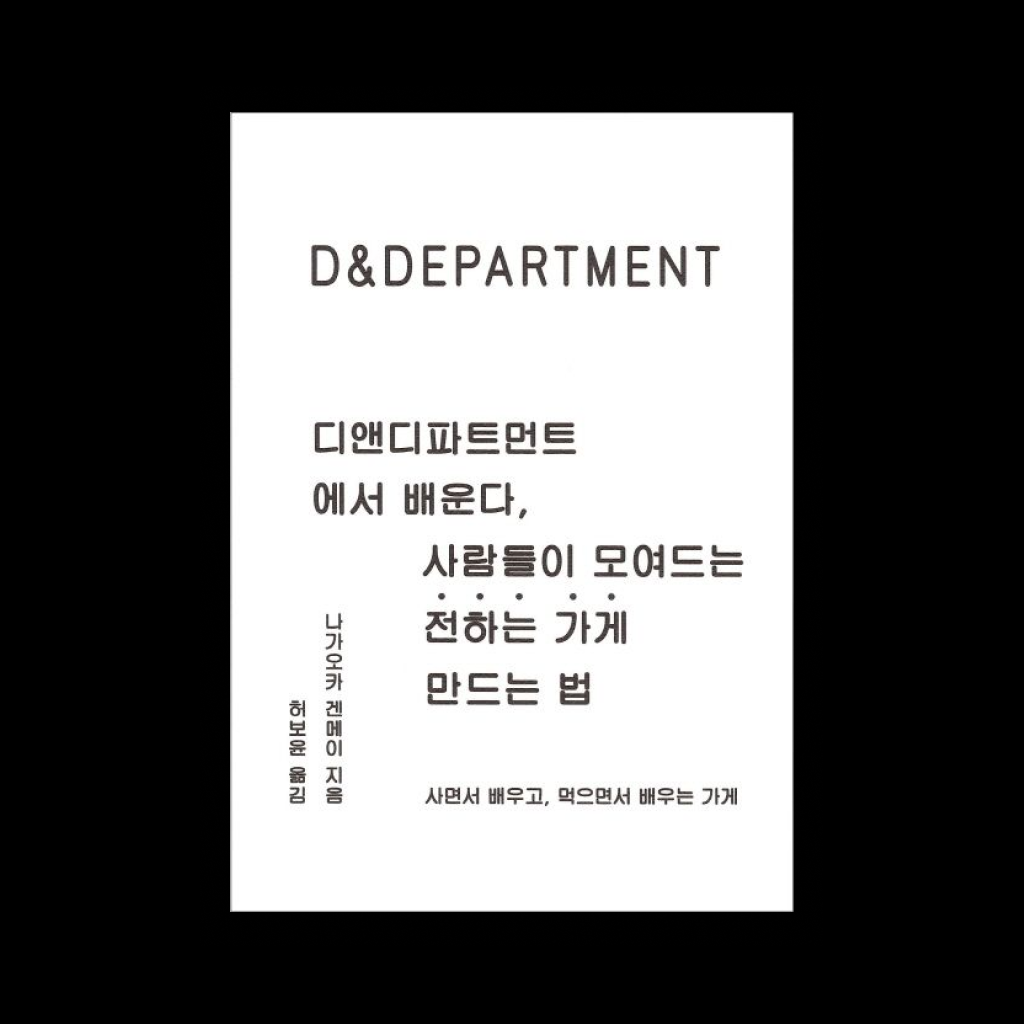 D&DEPARTMENT
디앤디파트먼트
에서 배운다,
사람들이 모여드는
전하는 가게
만드는 법
나가오카 겐메이 지음
허보윤 옮김
사면서 배우고, 먹으면서 배우는 가게